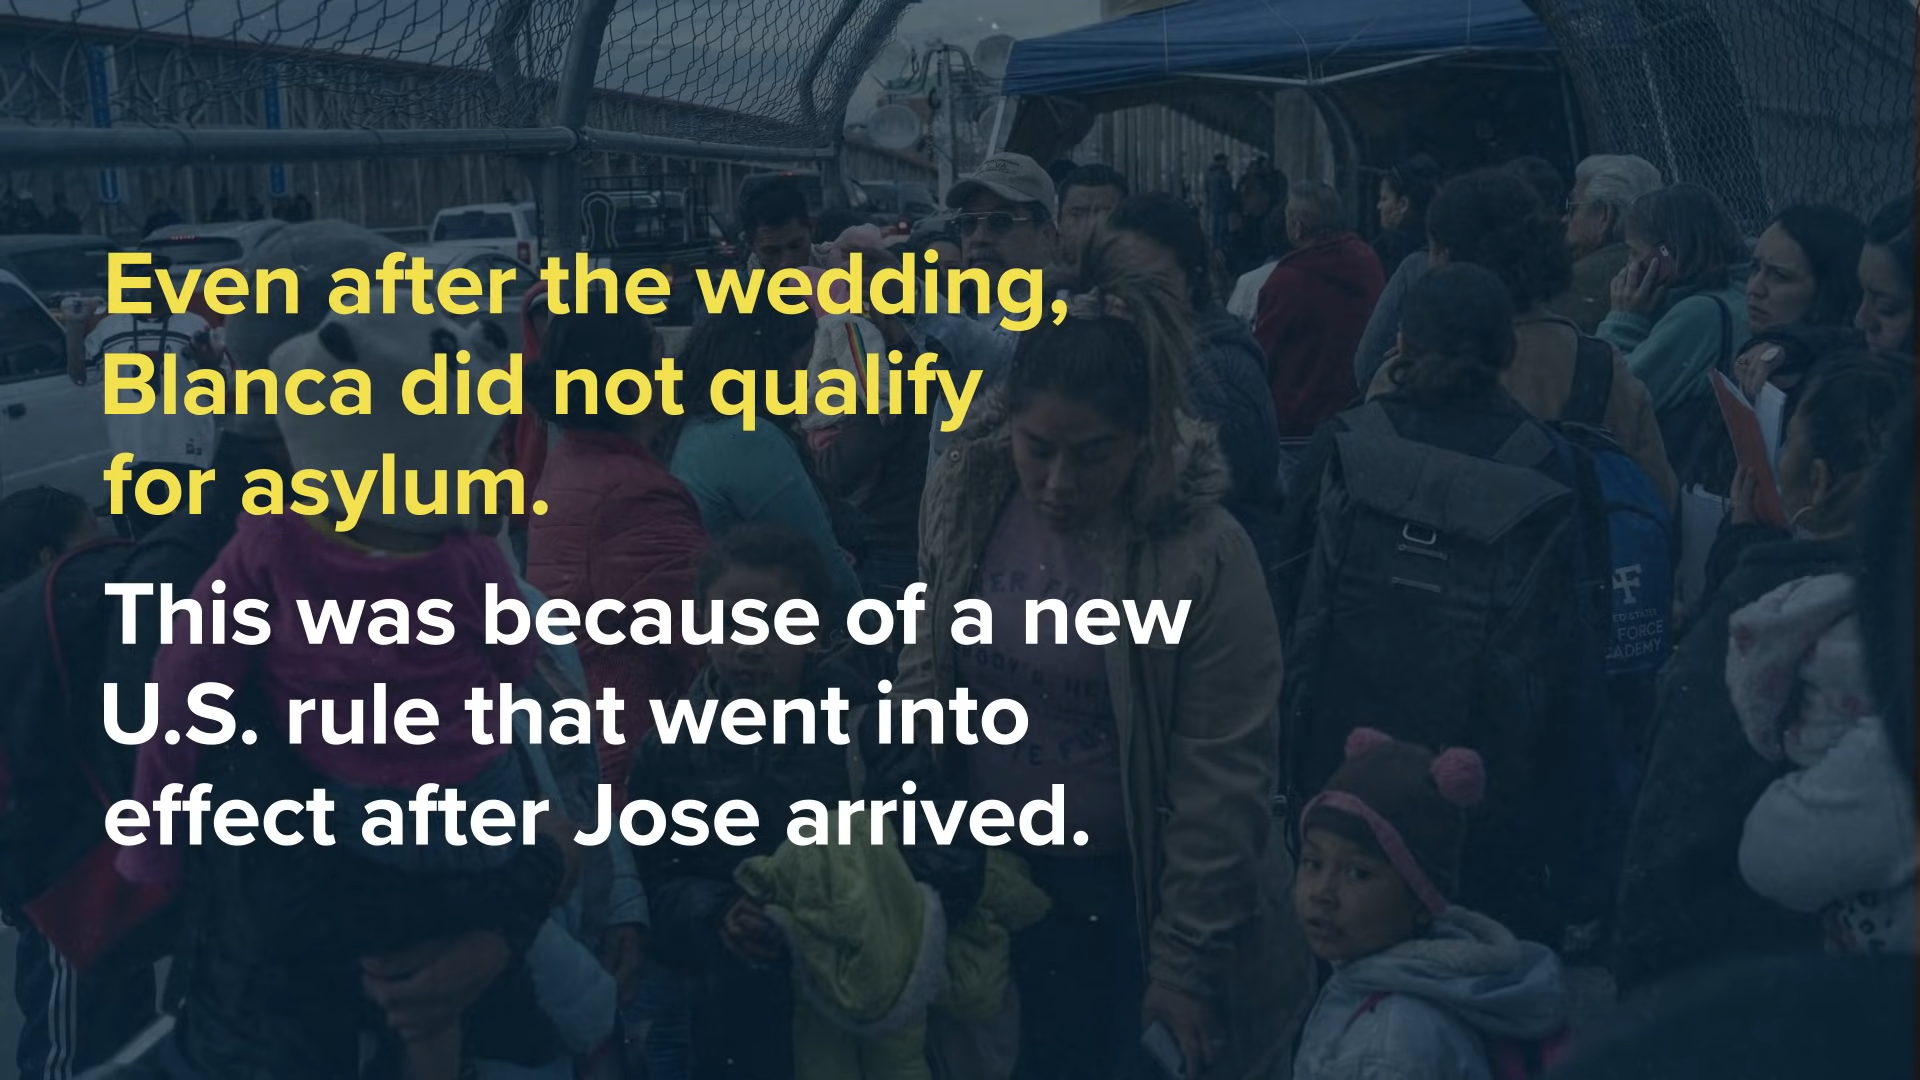 Even after the wedding,
Blanca did not qualify
for asylum.
This was because of a new
U.S. rule that went into
effect after Jose arrived.
FORCE